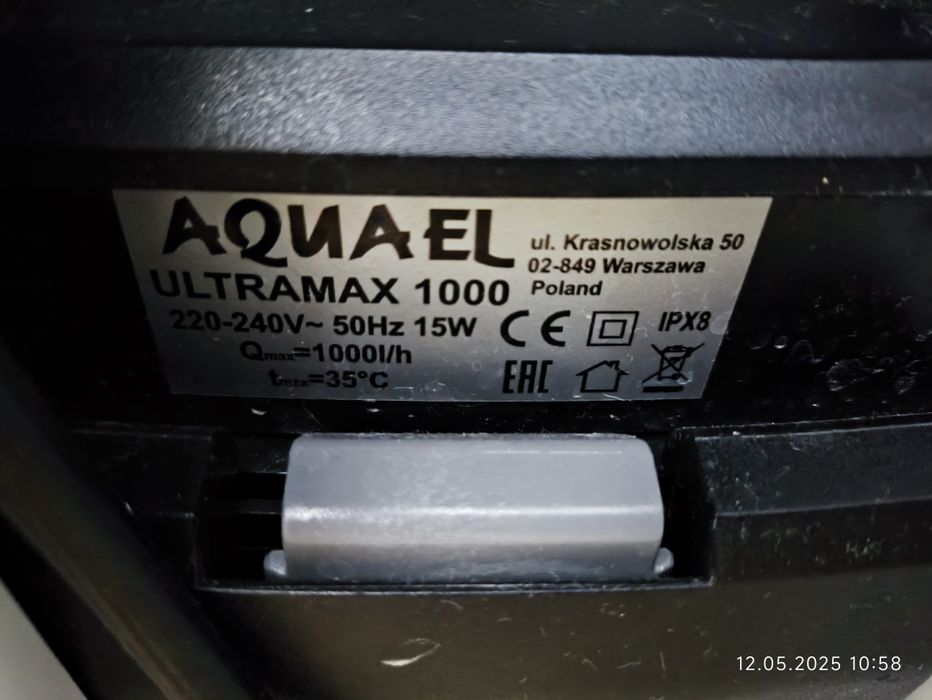 AQUAEL
ULTRAMAX 1000
220-240V~ 50Hz 15W
Qmax=1000l/h
tmax=35°C
ul. Krasnowolska 50
02-849 Warszawa
Poland
CE
IPX8
EAC
12.05.2025 10:58